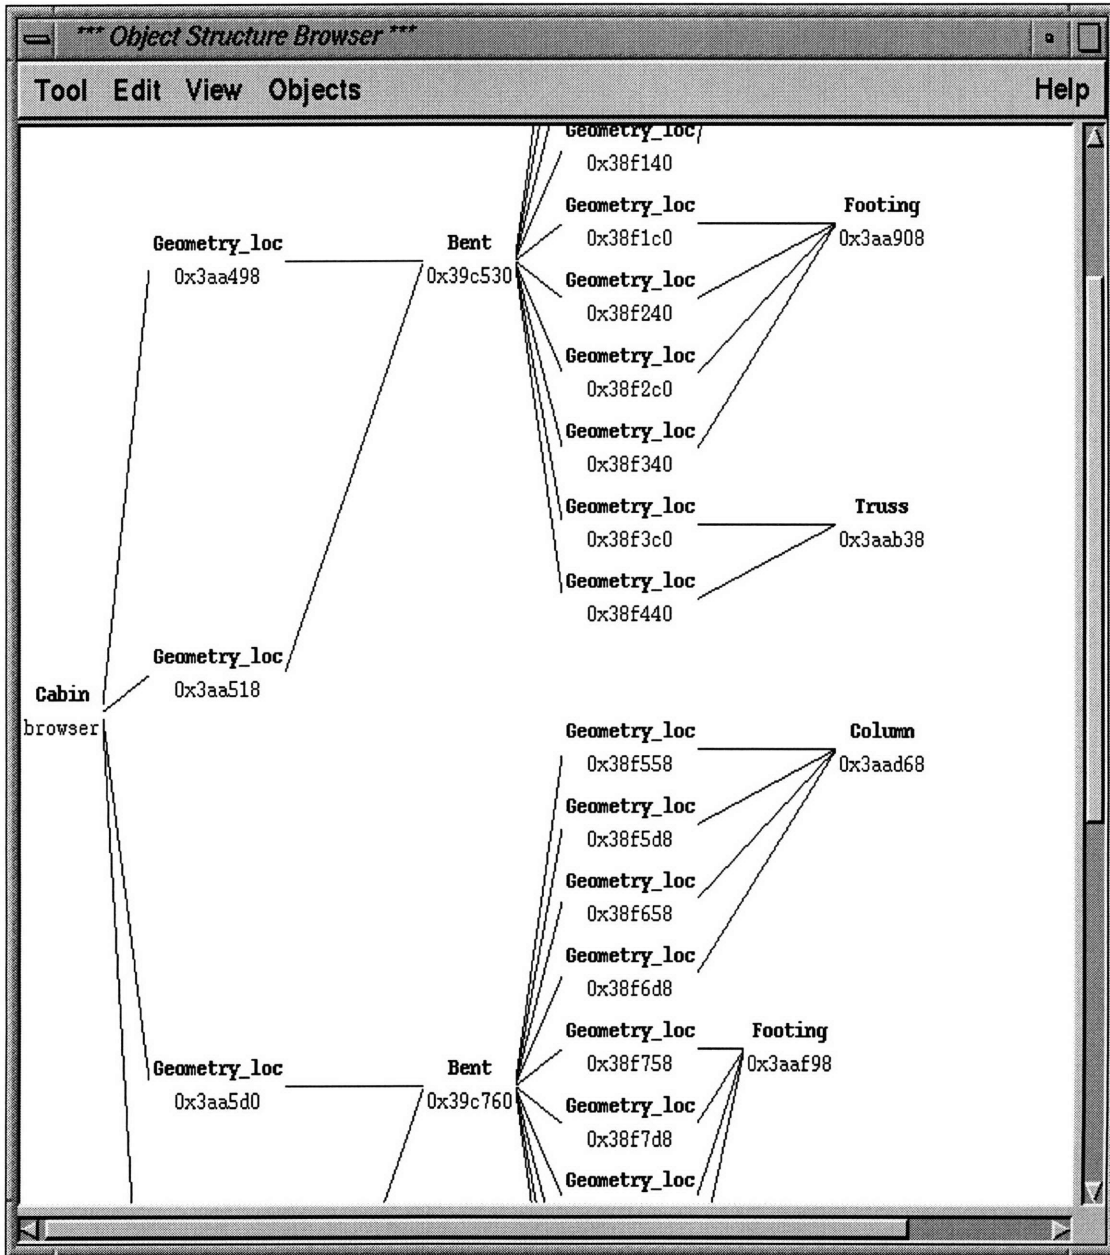 *** Object Structure Browser ***
Tool Edit View Objects Help
Geometry_loc
0x38f140
Geometry_loc Footing
0x38f1c0 0x3aa908
Geometry_loc Bent
0x3aa498 0x39c530
Geometry_loc
0x38f240
Geometry_loc
0x38f2c0
Geometry_loc
0x38f340
Geometry_loc Truss
0x38f3c0 0x3aab38
Geometry_loc
0x38f440
Geometry_loc
0x3aa518
Cabin
browser
Geometry_loc Column
0x38f558 0x3aad68
Geometry_loc
0x38f5d8
Geometry_loc
0x38f658
Geometry_loc
0x38f6d8
Geometry_loc Footing
0x38f758 0x3aaf98
Geometry_loc Bent
0x3aa5d0 0x39c760
Geometry_loc
0x38f7d8
Geometry_loc